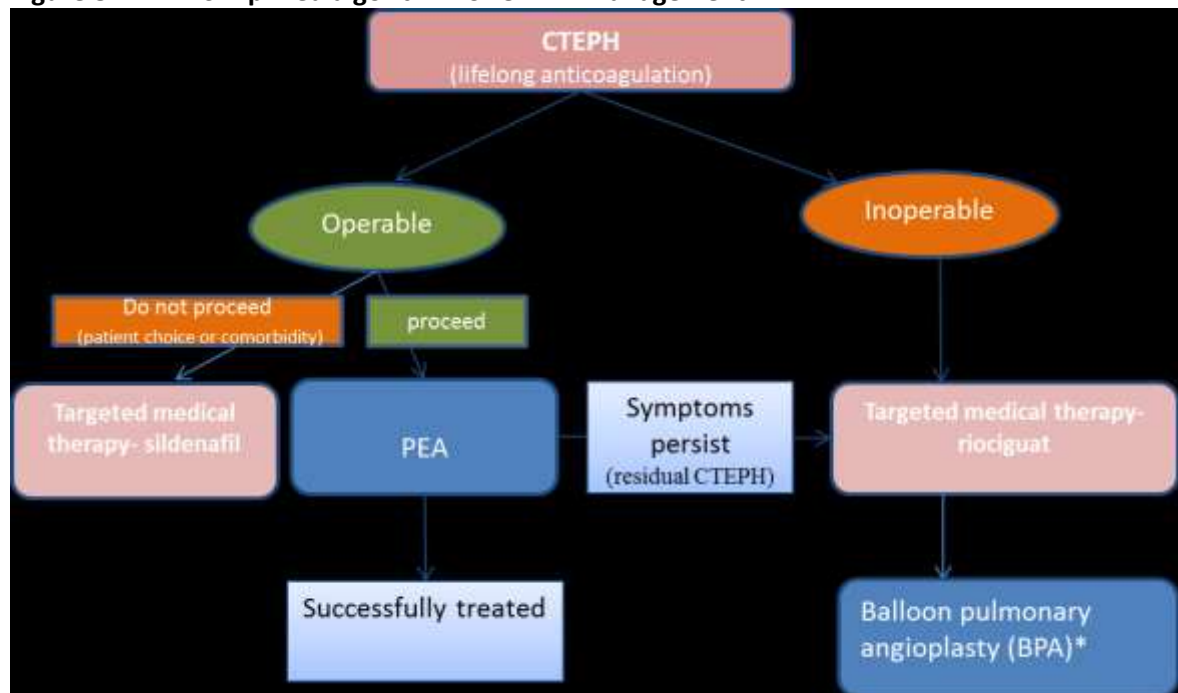 CTEPH
(lifelong anticoagulation)
Operable
Inoperable
Do not proceed
(patient choice or comorbidity)
proceed
Targeted medical
therapy- sildenafil
PEA
Symptoms
persist
(residual CTEPH)
Targeted medical therapy-
riociguat
Successfully treated
Balloon pulmonary
angioplasty (BPA)*